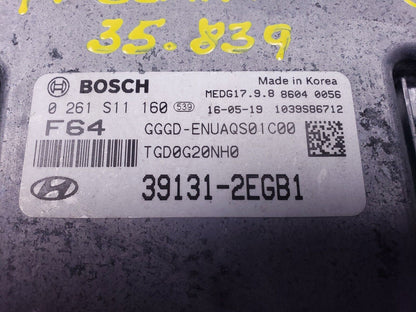 35.839
BOSCH
Made in Korea
MEDG17.9.8 8604 0056
0 261 S11 160 539 16-05-19 1039S86712
F64 GGGD-ENUAQS01C00
TGD0G20NH0
39131-2EGB1